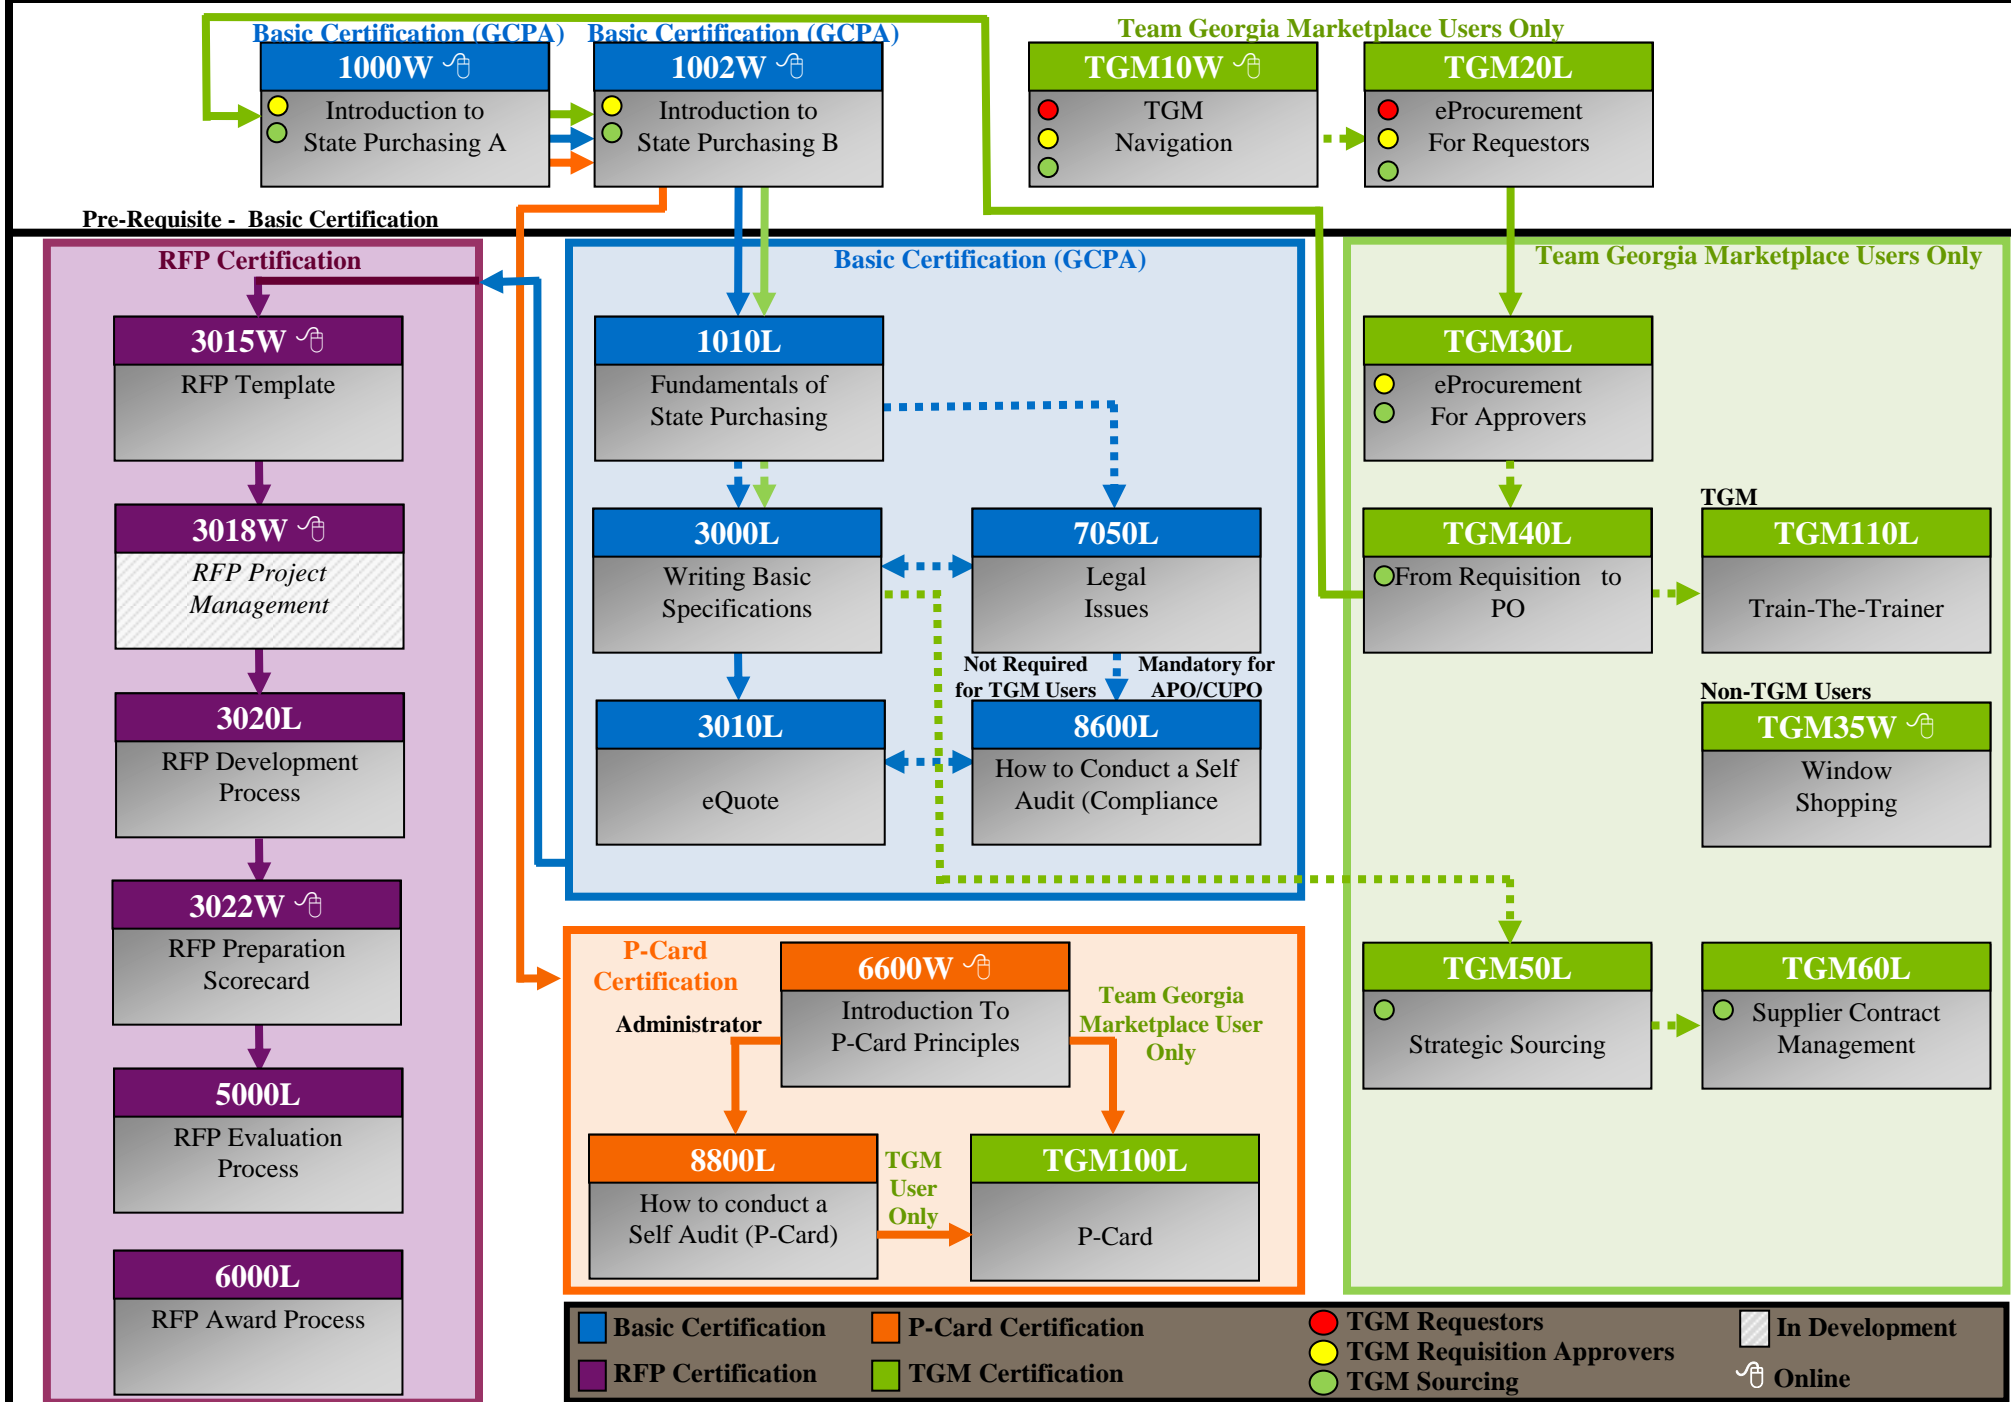 Basic Certification (GCPA)
Basic Certification (GCPA)
Team Georgia Marketplace Users Only
1000W
Introduction to
State Purchasing A
1002W
Introduction to
State Purchasing B
TGM10W
TGM
Navigation
TGM20L
eProcurement
For Requestors
Pre-Requisite - Basic Certification
RFP Certification
3015W
RFP Template
3018W
RFP Project
Management
3020L
RFP Development
Process
3022W
RFP Preparation
Scorecard
5000L
RFP Evaluation
Process
6000L
RFP Award Process
Basic Certification (GCPA)
1010L
Fundamentals of
State Purchasing
3000L
Writing Basic
Specifications
7050L
Legal
Issues
Not Required
for TGM Users
Mandatory for
APO/CUPO
3010L
eQuote
8600L
How to Conduct a Self
Audit (Compliance
P-Card
Certification
6600W
Introduction To
P-Card Principles
Administrator
Team Georgia
Marketplace User
Only
8800L
How to conduct a
Self Audit (P-Card)
TGM
User
Only
TGM100L
P-Card
Team Georgia Marketplace Users Only
TGM30L
eProcurement
For Approvers
TGM40L
From Requisition to
PO
TGM
TGM110L
Train-The-Trainer
Non-TGM Users
TGM35W
Window
Shopping
TGM50L
Strategic Sourcing
TGM60L
Supplier Contract
Management
Basic Certification
RFP Certification
P-Card Certification
TGM Certification
TGM Requestors
TGM Requisition Approvers
TGM Sourcing
In Development
Online